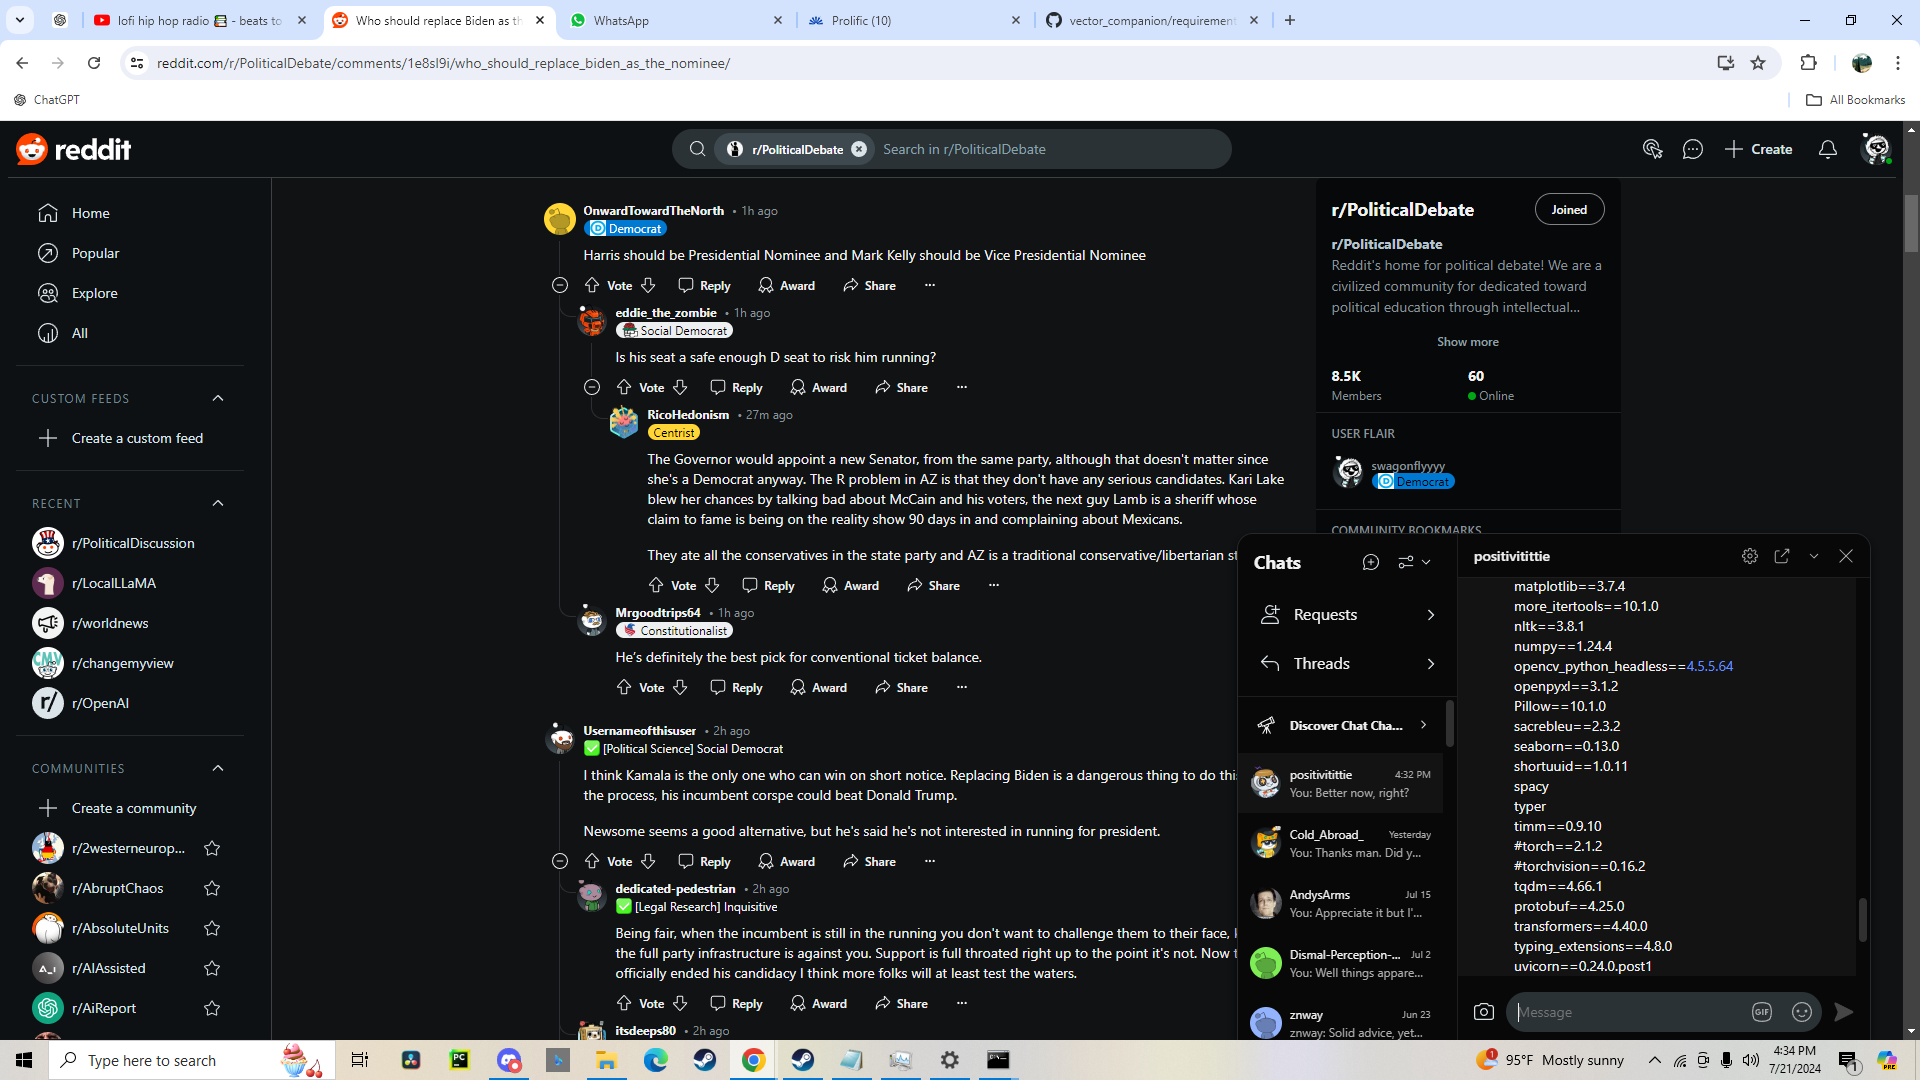 lofi hip hop radio 📚 - beats to
Who should replace Biden as th
WhatsApp
Prolific (10)
vector_companion/requirement
reddit.com/r/PoliticalDebate/comments/1e8sl9i/who_should_replace_biden_as_the_nominee/
ChatGPT
All Bookmarks
reddit
r/PoliticalDebate
Search in r/PoliticalDebate
Create
Home
Popular
Explore
All
CUSTOM FEEDS
Create a custom feed
RECENT
r/PoliticalDiscussion
r/LocalLLaMA
r/worldnews
r/changemyview
r/OpenAI
COMMUNITIES
Create a community
r/2westerneurop...
r/AbruptChaos
r/AbsoluteUnits
r/AIAssisted
r/AiReport
OnwardTowardTheNorth • 1h ago
Democrat
Harris should be Presidential Nominee and Mark Kelly should be Vice Presidential Nominee
Vote Reply Award Share ...
eddie_the_zombie • 1h ago
Social Democrat
Is his seat a safe enough D seat to risk him running?
Vote Reply Award Share ...
RicoHedonism • 27m ago
Centrist
The Governor would appoint a new Senator, from the same party, although that doesn't matter since
she's a Democrat anyway. The R problem in AZ is that they don't have any serious candidates. Kari Lake
blew her chances by talking bad about McCain and his voters, the next guy Lamb is a sheriff whose
claim to fame is being on the reality show 90 days in and complaining about Mexicans.
They ate all the conservatives in the state party and AZ is a traditional conservative/libertarian st
Vote Reply Award Share ...
Mrgoodtrips64 • 1h ago
Constitutionalist
He's definitely the best pick for conventional ticket balance.
Vote Reply Award Share ...
Usernameofthisuser • 2h ago
✅ [Political Science] Social Democrat
I think Kamala is the only one who can win on short notice. Replacing Biden is a dangerous thing to do thi
the process, his incumbent corspe could beat Donald Trump.
Newsome seems a good alternative, but he's said he's not interested in running for president.
Vote Reply Award Share ...
dedicated-pedestrian • 2h ago
✅ [Legal Research] Inquisitive
Being fair, when the incumbent is still in the running you don't want to challenge them to their face,
the full party infrastructure is against you. Support is full throated right up to the point it's not. Now
officially ended his candidacy I think more folks will at least test the waters.
Vote Reply Award Share ...
itsdeeps80 • 2h ago
r/PoliticalDebate
Joined
r/PoliticalDebate
Reddit's home for political debate! We are a
civilized community for dedicated toward
political education through intellectual...
Show more
8.5K
Members
60
Online
USER FLAIR
swagonflyyyy
Democrat
COMMUNITY BOOKMARKS
Chats
Requests
Threads
Discover Chat Cha...
positivitittie 4:32 PM
You: Better now, right?
Cold_Abroad_ Yesterday
You: Thanks man. Did y...
AndysArms Jul 15
You: Appreciate it but I'...
Dismal-Perception-... Jul 2
You: Well things appare...
znway Jun 23
znway: Solid advice, yet...
positivitittie
matplotlib==3.7.4
more_itertools==10.1.0
nltk==3.8.1
numpy==1.24.4
opencv_python_headless==4.5.5.64
openpyxl==3.1.2
Pillow==10.1.0
sacrebleu==2.3.2
seaborn==0.13.0
shortuuid==1.0.11
spacy
typer
timm==0.9.10
#torch==2.1.2
#torchvision==0.16.2
tqdm==4.66.1
protobuf==4.25.0
transformers==4.40.0
typing_extensions==4.8.0
uvicorn==0.24.0.post1
Message
GIF
Type here to search
95°F Mostly sunny
4:34 PM
7/21/2024